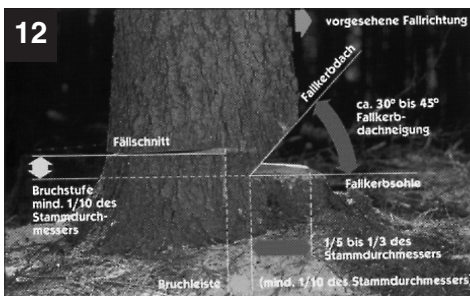 12
vorgesehene Fallrichtung
Fallkerbdach
ca. 30° bis 45°
Fallkerb-
dachneigung
Fällschnitt
Bruchstufe
mind. 1/10 des
Stammdurch-
messers
Fallkerbsohle
1/5 bis 1/3 des
Stammdurchmessers
Bruchleiste
(mind. 1/10 des Stammdurchmessers)